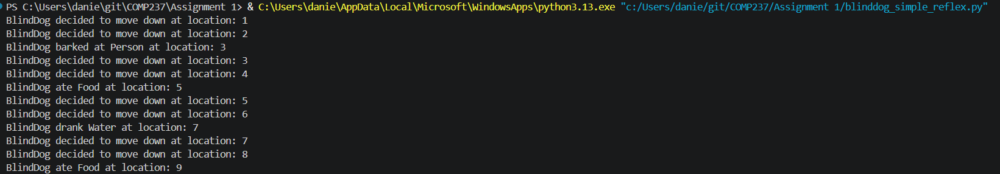 PS C:\Users\danie\git\COMP237\Assignment 1> & C:\Users\danie\AppData\Local\Microsoft\WindowsApps\python3.13.exe "c:/Users/danie/git/COMP237/Assignment 1/blinddog_simple_reflex.py"
BlindDog decided to move down at location: 1
BlindDog decided to move down at location: 2
BlindDog barked at Person at location: 3
BlindDog decided to move down at location: 3
BlindDog decided to move down at location: 4
BlindDog ate Food at location: 5
BlindDog decided to move down at location: 5
BlindDog decided to move down at location: 6
BlindDog drank Water at location: 7
BlindDog decided to move down at location: 7
BlindDog decided to move down at location: 8
BlindDog ate Food at location: 9